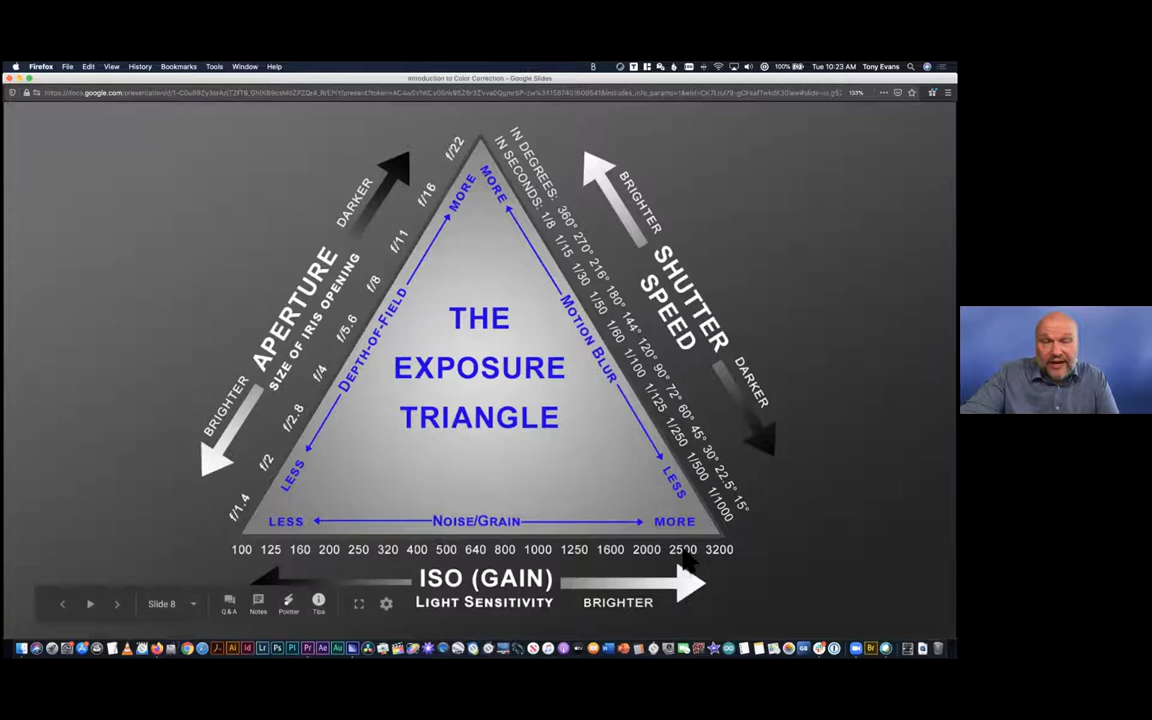 Firefox File Edit View History Bookmarks Tools Window Help
100% Tue 10:23 AM Tony Evans
Introduction to Color Correction - Google Slides
133%
f/22
f/16
f/11
f/8
f/5.6
f/4
f/2.8
f/2
f/1.4
DARKER
APERTURE
SIZE OF IRIS OPENING
BRIGHTER
MORE
DEPTH-OF-FIELD
LESS
THE
EXPOSURE
TRIANGLE
MORE
MOTION BLUR
LESS
IN DEGREES: 360° 270° 216° 180° 144° 120° 90° 72° 60° 45° 30° 22.5° 15°
IN SECONDS: 1/8 1/15 1/30 1/50 1/60 1/100 1/125 1/250 1/500 1/1000
BRIGHTER
SHUTTER
SPEED
DARKER
LESS NOISE/GRAIN MORE
100 125 160 200 250 320 400 500 640 800 1000 1250 1600 2000 2500 3200
ISO (GAIN)
LIGHT SENSITIVITY BRIGHTER
Slide 8
Q & A Notes Pointer Tips